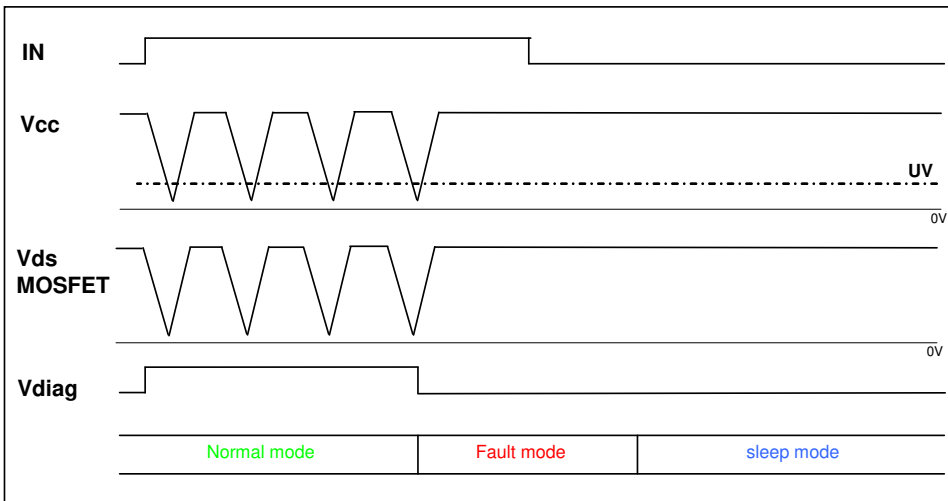 IN
Vcc
UV
0V
Vds
MOSFET
0V
Vdiag
Normal mode
Fault mode
sleep mode